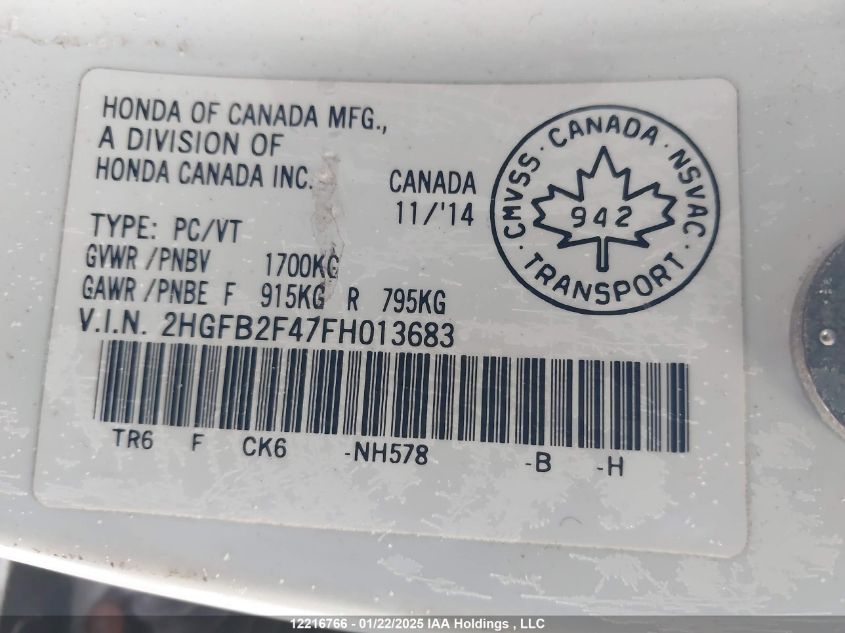 HONDA OF CANADA MFG.,
A DIVISION OF
HONDA CANADA INC.
CANADA
11/'14
CMVSS · CANADA · NSVAC · TRANSPORT ·
942
TYPE: PC/VT
GVWR /PNBV 1700KG
GAWR /PNBE F 915KG R 795KG
V.I.N. 2HGFB2F47FH013683
TR6 F CK6 -NH578 -B -H
12216766 - 01/22/2025 IAA Holdings , LLC